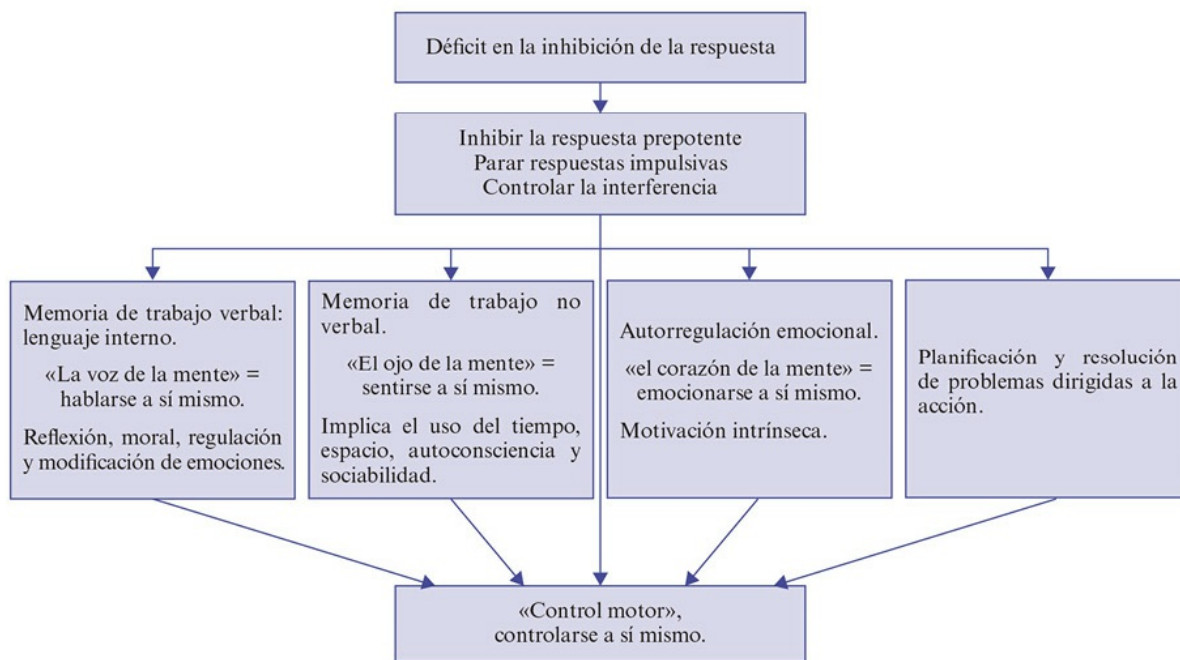 Déficit en la inhibición de la respuesta
Inhibir la respuesta prepotente
Parar respuestas impulsivas
Controlar la interferencia
Memoria de trabajo verbal:
lenguaje interno.
«La voz de la mente» =
hablarse a sí mismo.
Reflexión, moral, regulación
y modificación de emociones.
Memoria de trabajo no
verbal.
«El ojo de la mente» =
sentirse a sí mismo.
Implica el uso del tiempo,
espacio, autoconsciencia y
sociabilidad.
Autorregulación emocional.
«el corazón de la mente» =
emocionarse a sí mismo.
Motivación intrínseca.
Planificación y resolución
de problemas dirigidas a la
acción.
«Control motor»,
controlarse a sí mismo.